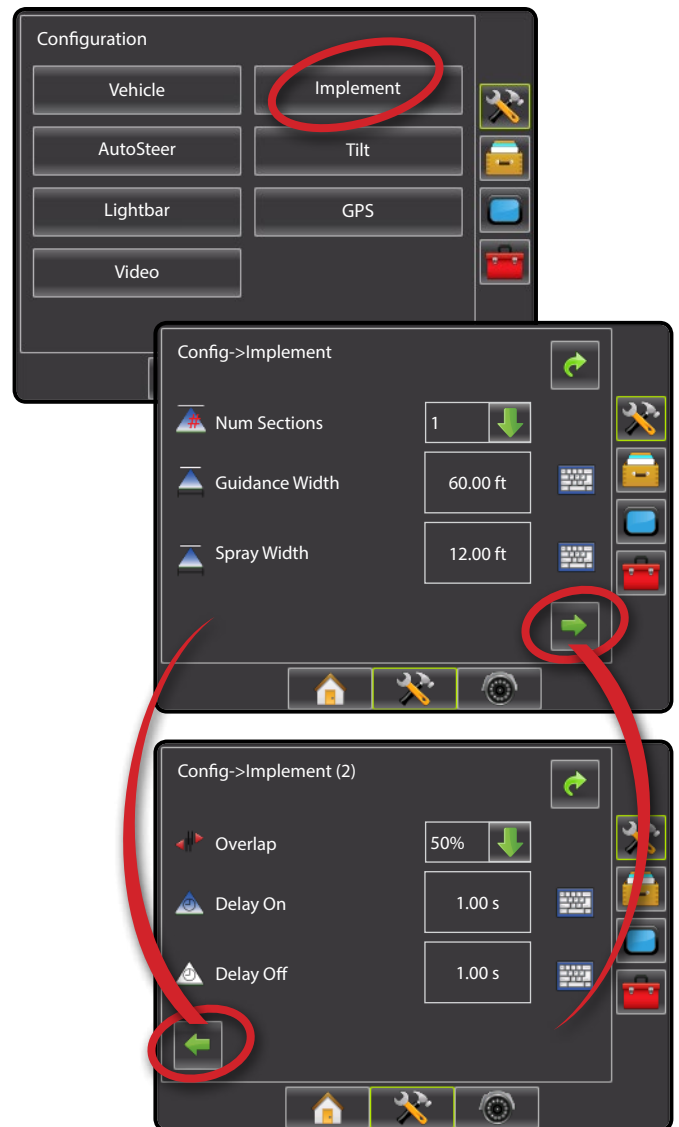 Configuration
Vehicle
Implement
AutoSteer
Tilt
Lightbar
GPS
Video
Config->Implement
Num Sections
1
Guidance Width
60.00 ft
Spray Width
12.00 ft
Config->Implement (2)
Overlap
50%
Delay On
1.00 s
Delay Off
1.00 s